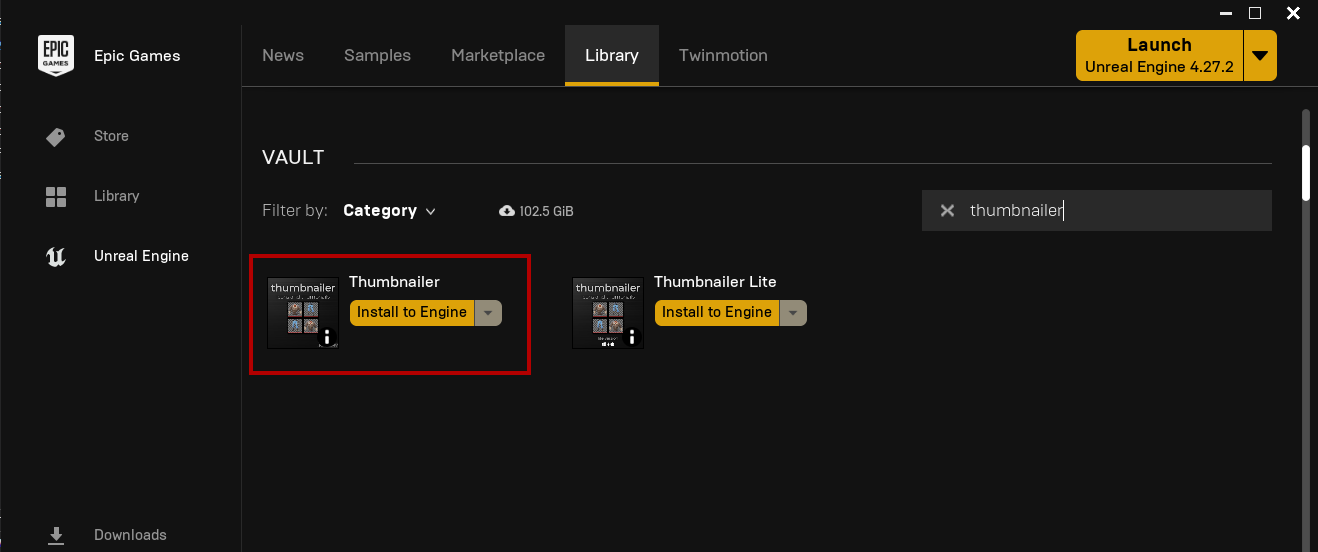 EPIC
GAMES
Epic Games
News
Samples
Marketplace
Library
Twinmotion
Launch
Unreal Engine 4.27.2
Store
Library
Unreal Engine
Downloads
VAULT
Filter by:
Category
102.5 GiB
thumbnailer
thumbnailer
Thumbnailer
Install to Engine
thumbnailer
Thumbnailer Lite
Install to Engine